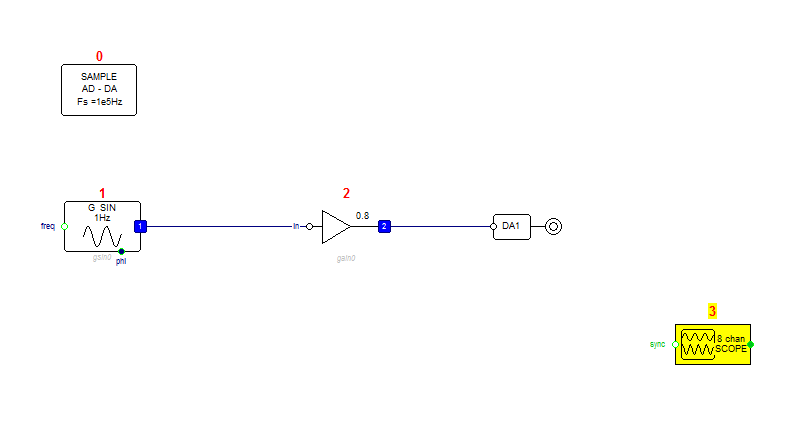 0
SAMPLE
AD - DA
Fs =1e5Hz
1
G SIN
1Hz
freq
1
gsin0
phi
2
in
0.8
2
gain0
DA1
3
sync
8 chan
SCOPE